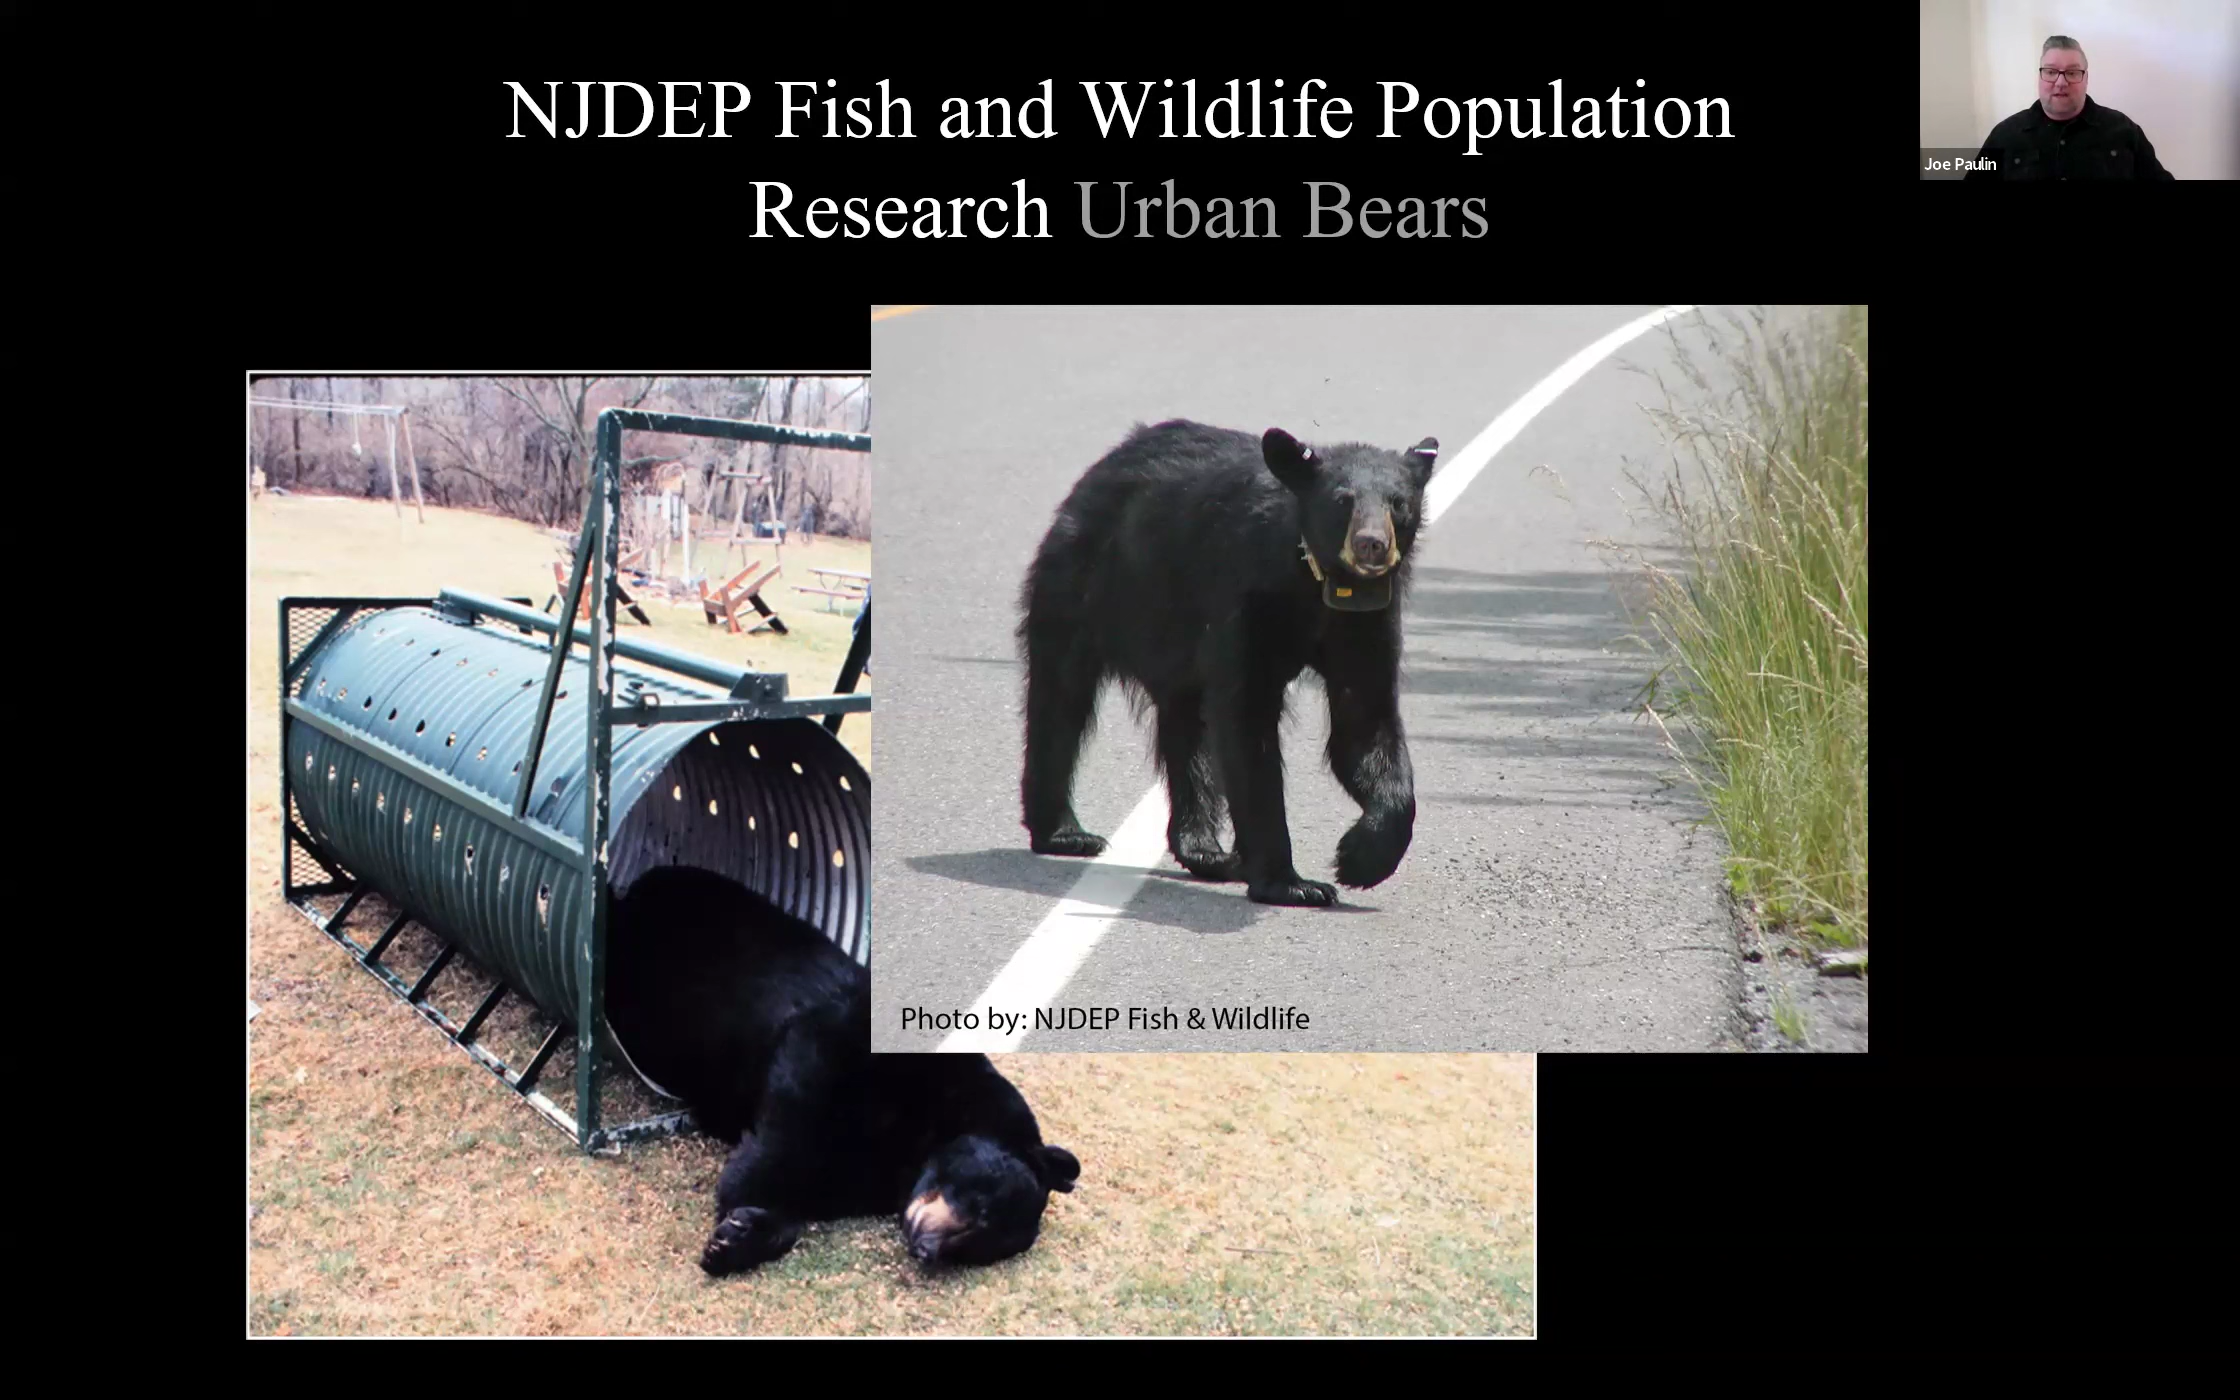 NJDEP Fish and Wildlife Population
Research Urban Bears
Joe Paulin
Photo by: NJDEP Fish & Wildlife